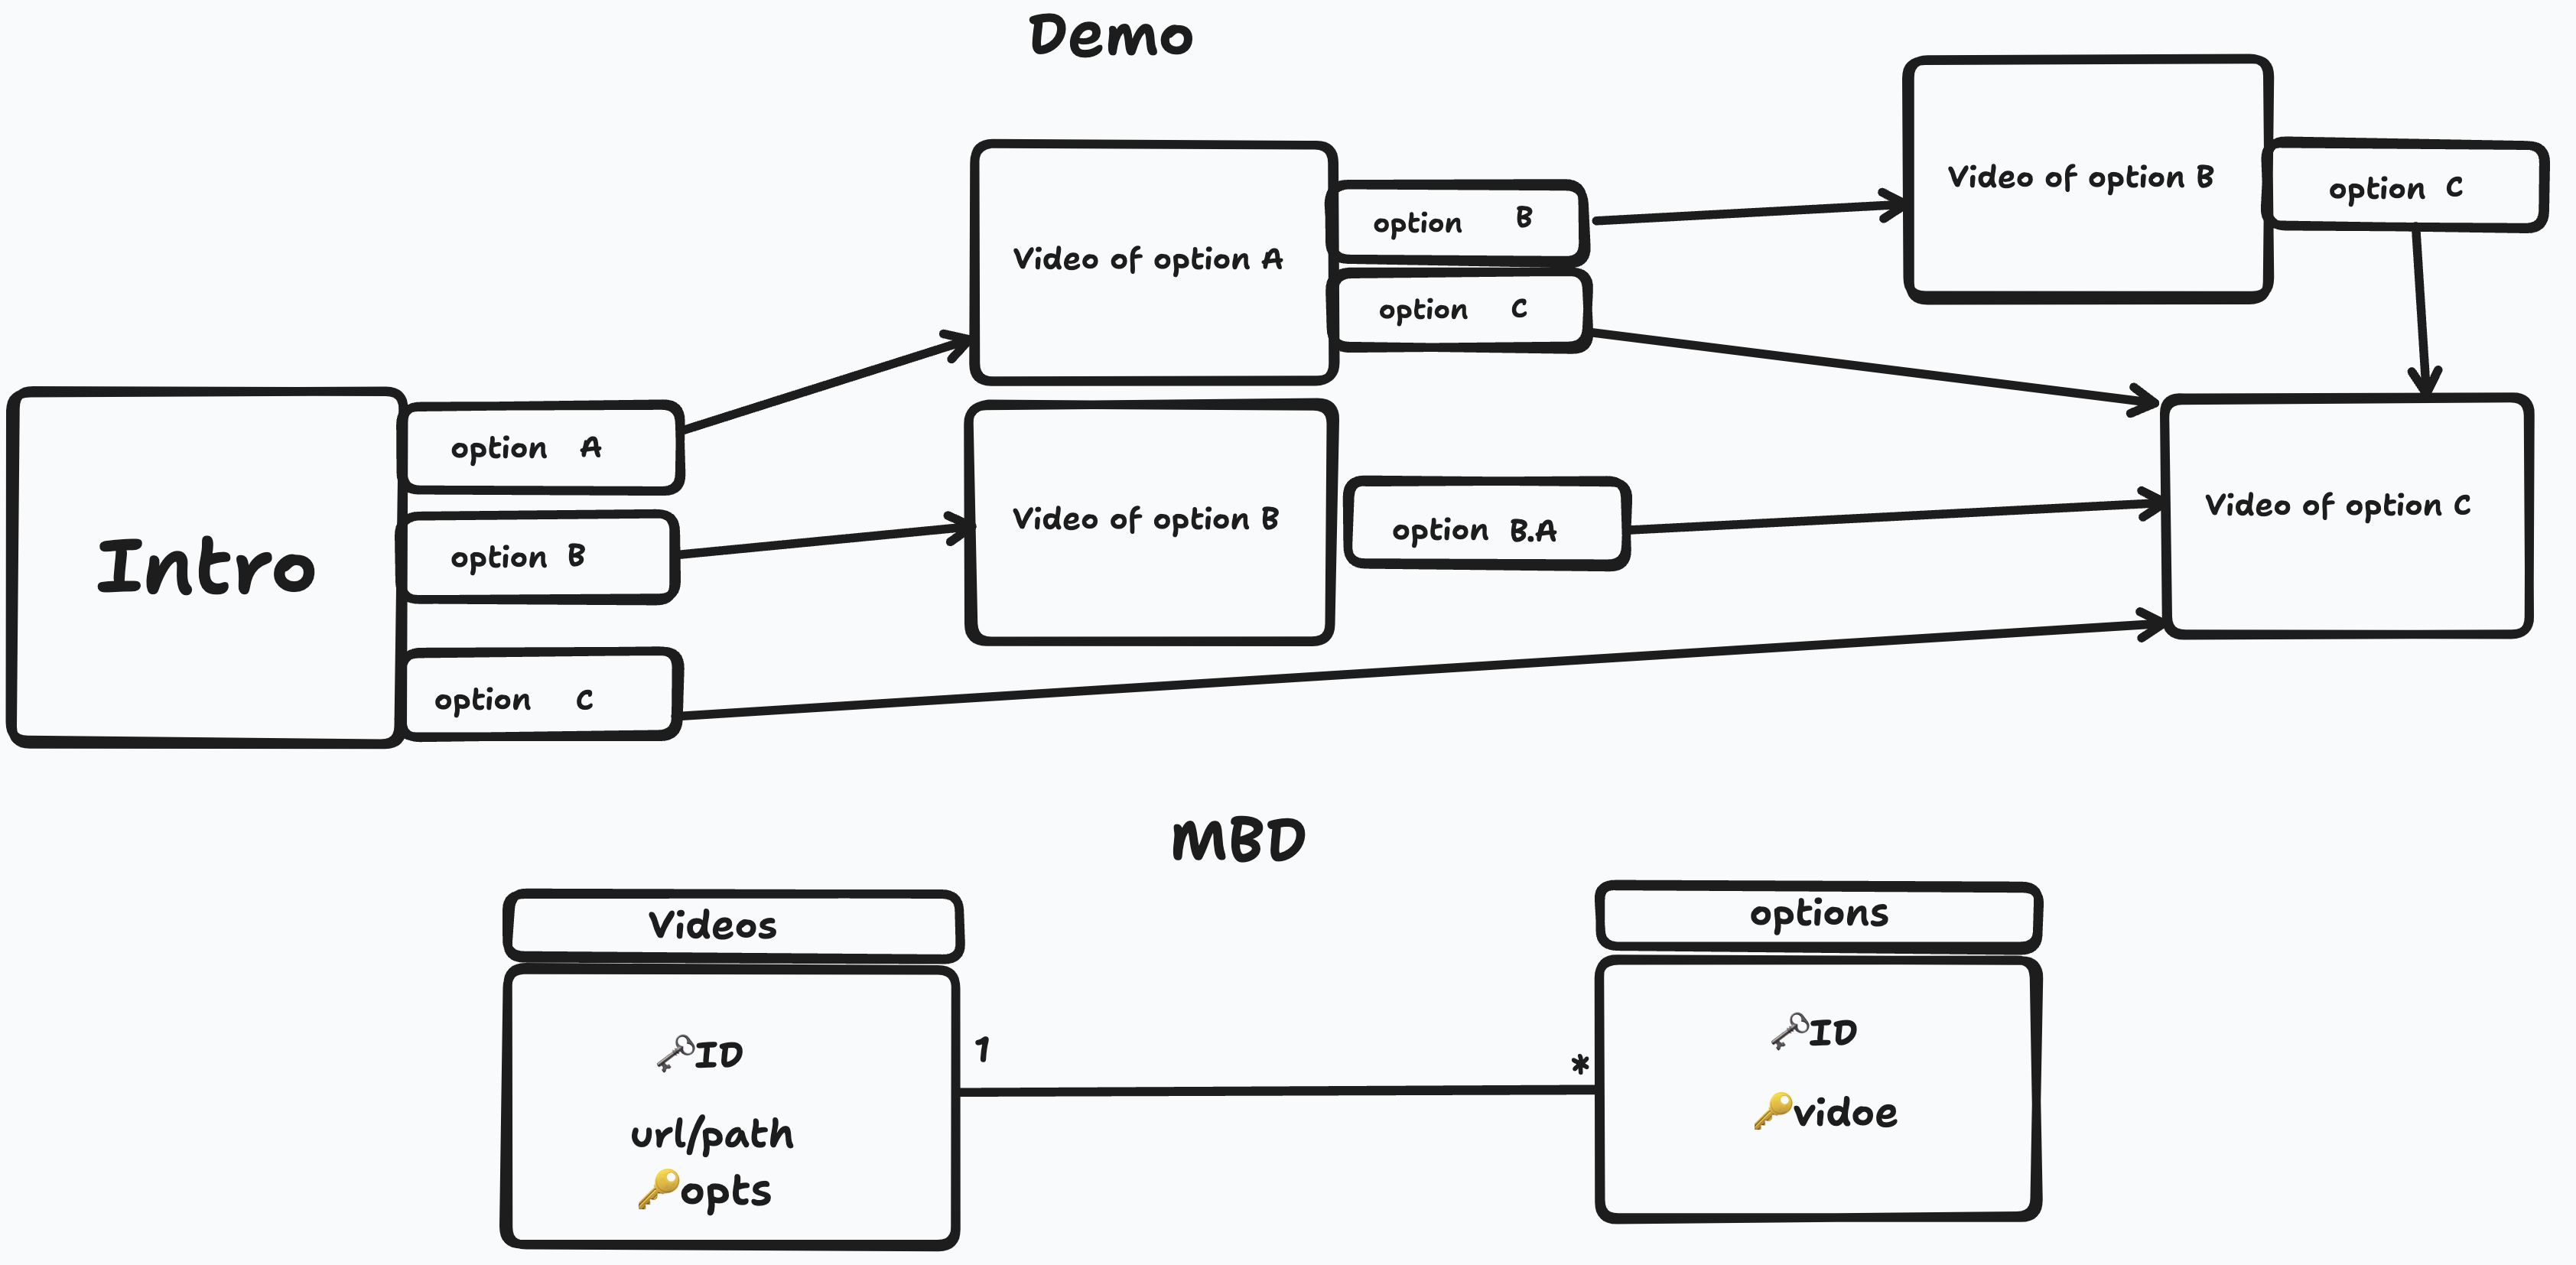 Demo
Video of option B
option C
Video of option A
option B
option C
Intro
option A
option B
option C
Video of option B
option B.A
Video of option C
MBD
Videos
🗝ID
url/path
🔑opts
1
*
options
🗝ID
🔑vidoe